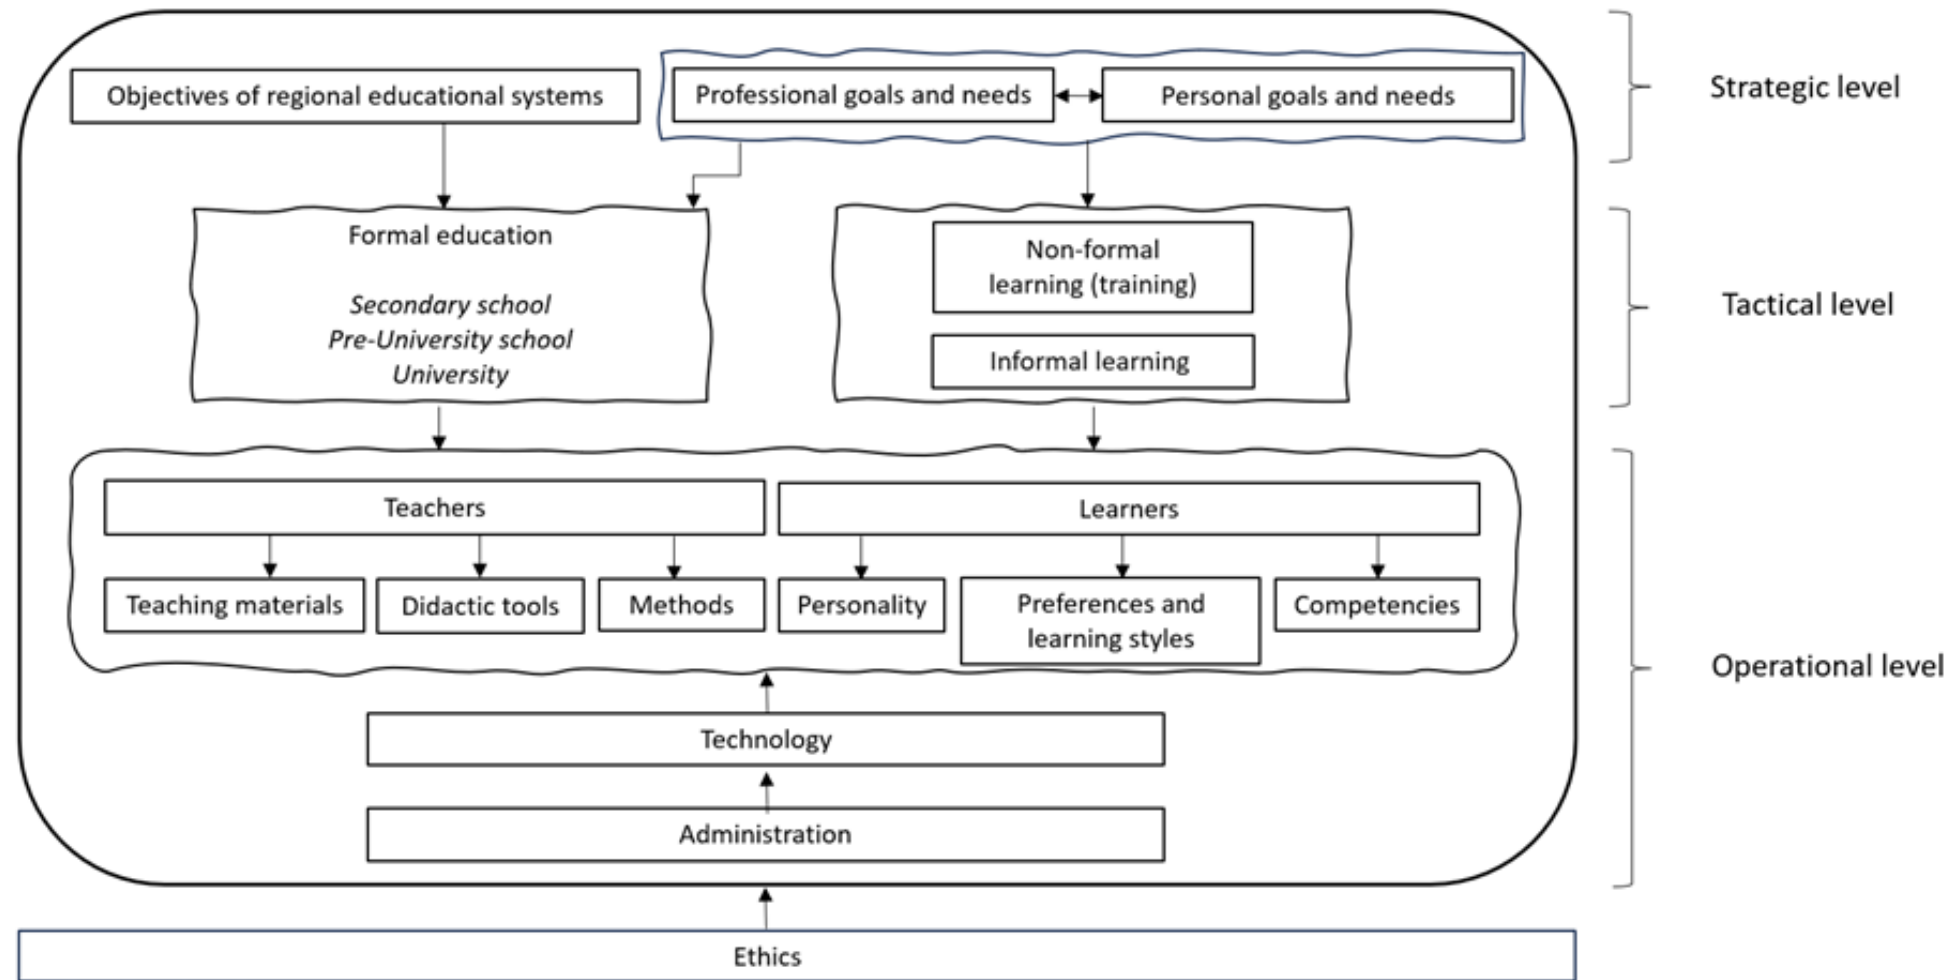 Objectives of regional educational systems
Professional goals and needs
Personal goals and needs
Strategic level
Formal education
Secondary school
Pre-University school
University
Non-formal
learning (training)
Informal learning
Tactical level
Teachers
Learners
Teaching materials
Didactic tools
Methods
Personality
Preferences and
learning styles
Competencies
Operational level
Technology
Administration
Ethics